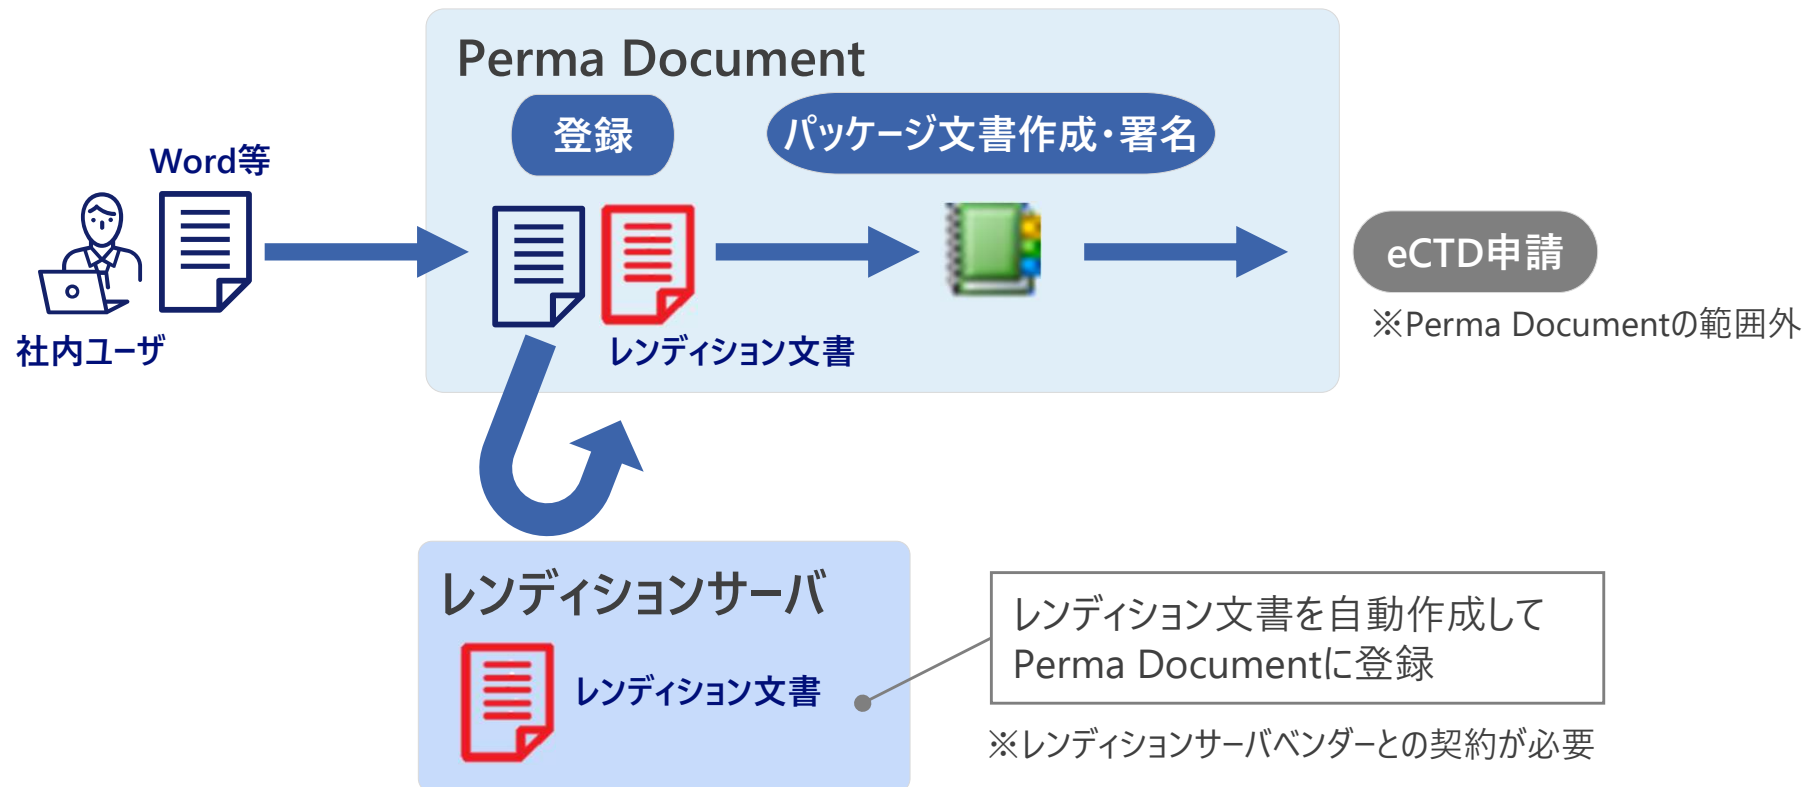 Perma Document
登録
パッケージ文書作成・署名
Word等
社内ユーザ
レンディション文書
eCTD申請
※Perma Documentの範囲外
レンディションサーバ
レンディション文書
レンディション文書を自動作成して
Perma Documentに登録
※レンディションサーバベンダーとの契約が必要